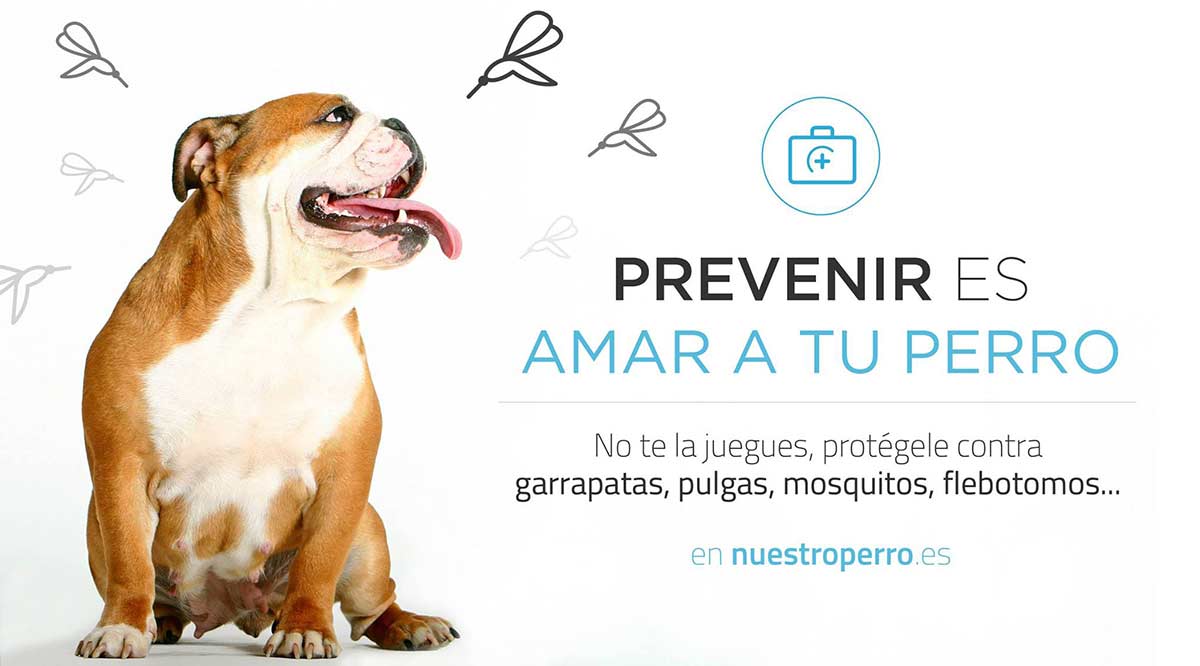 PREVENIR ES
AMAR A TU PERRO
No te la juegues, protégele contra
garrapatas, pulgas, mosquitos, flebotomos...
en nuestroperro.es